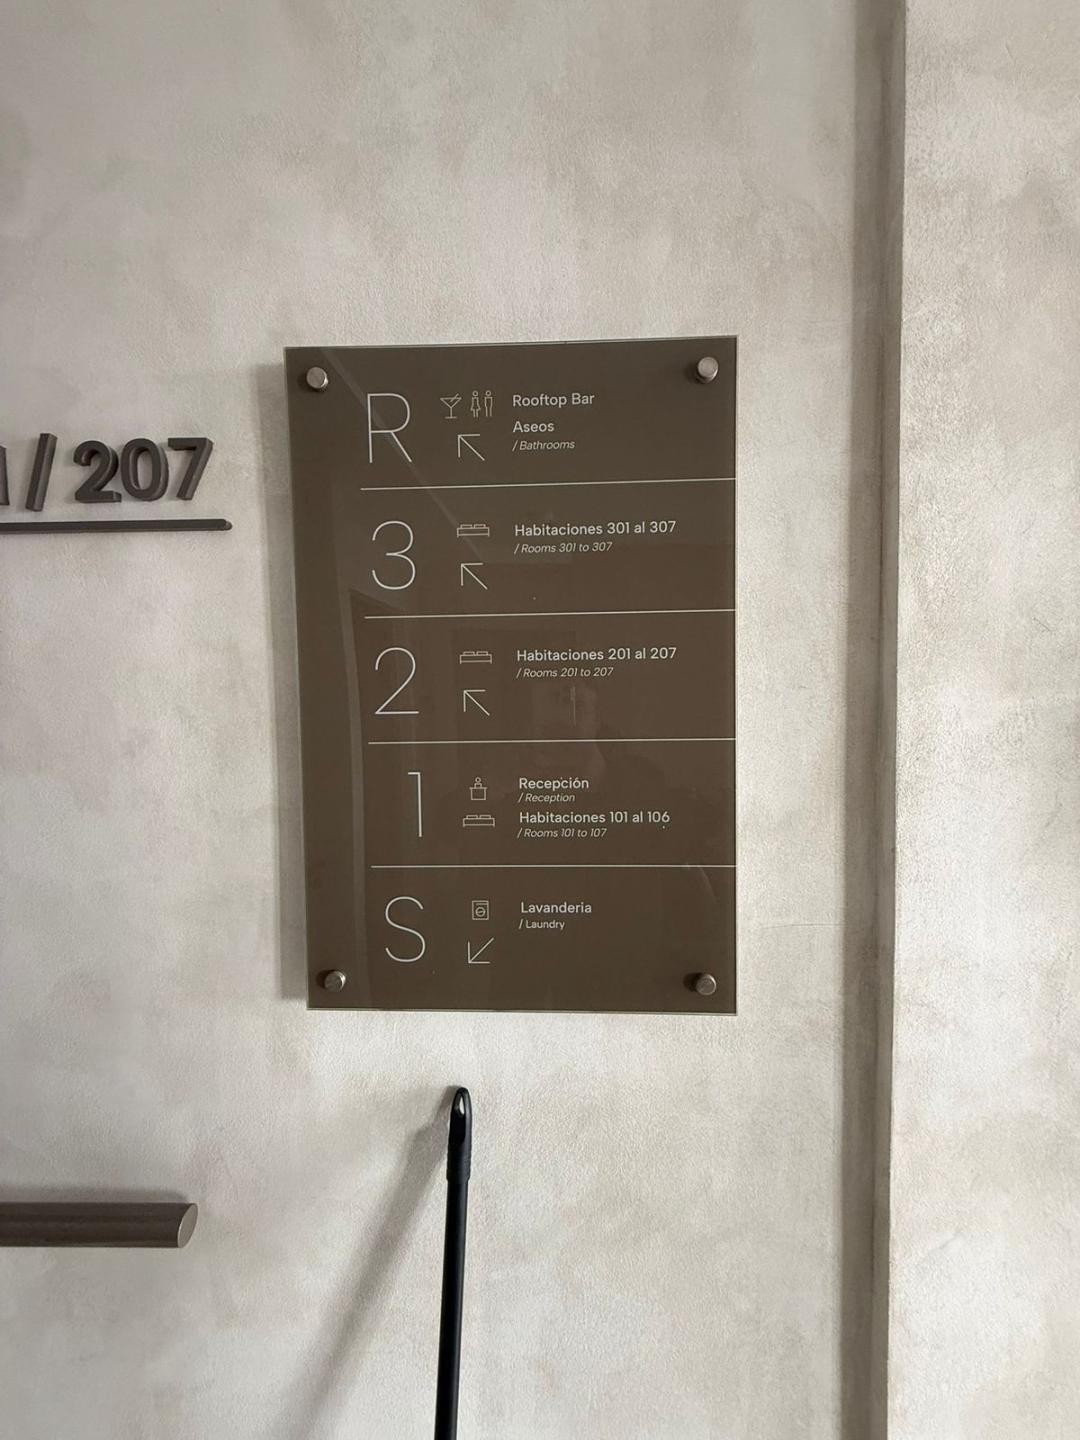 / 207
R
Rooftop Bar
Aseos
/ Bathrooms
3
Habitaciones 301 al 307
/ Rooms 301 to 307
2
Habitaciones 201 al 207
/ Rooms 201 to 207
1
Recepción
/ Reception
Habitaciones 101 al 106
/ Rooms 101 to 107
S
Lavanderia
/ Laundry